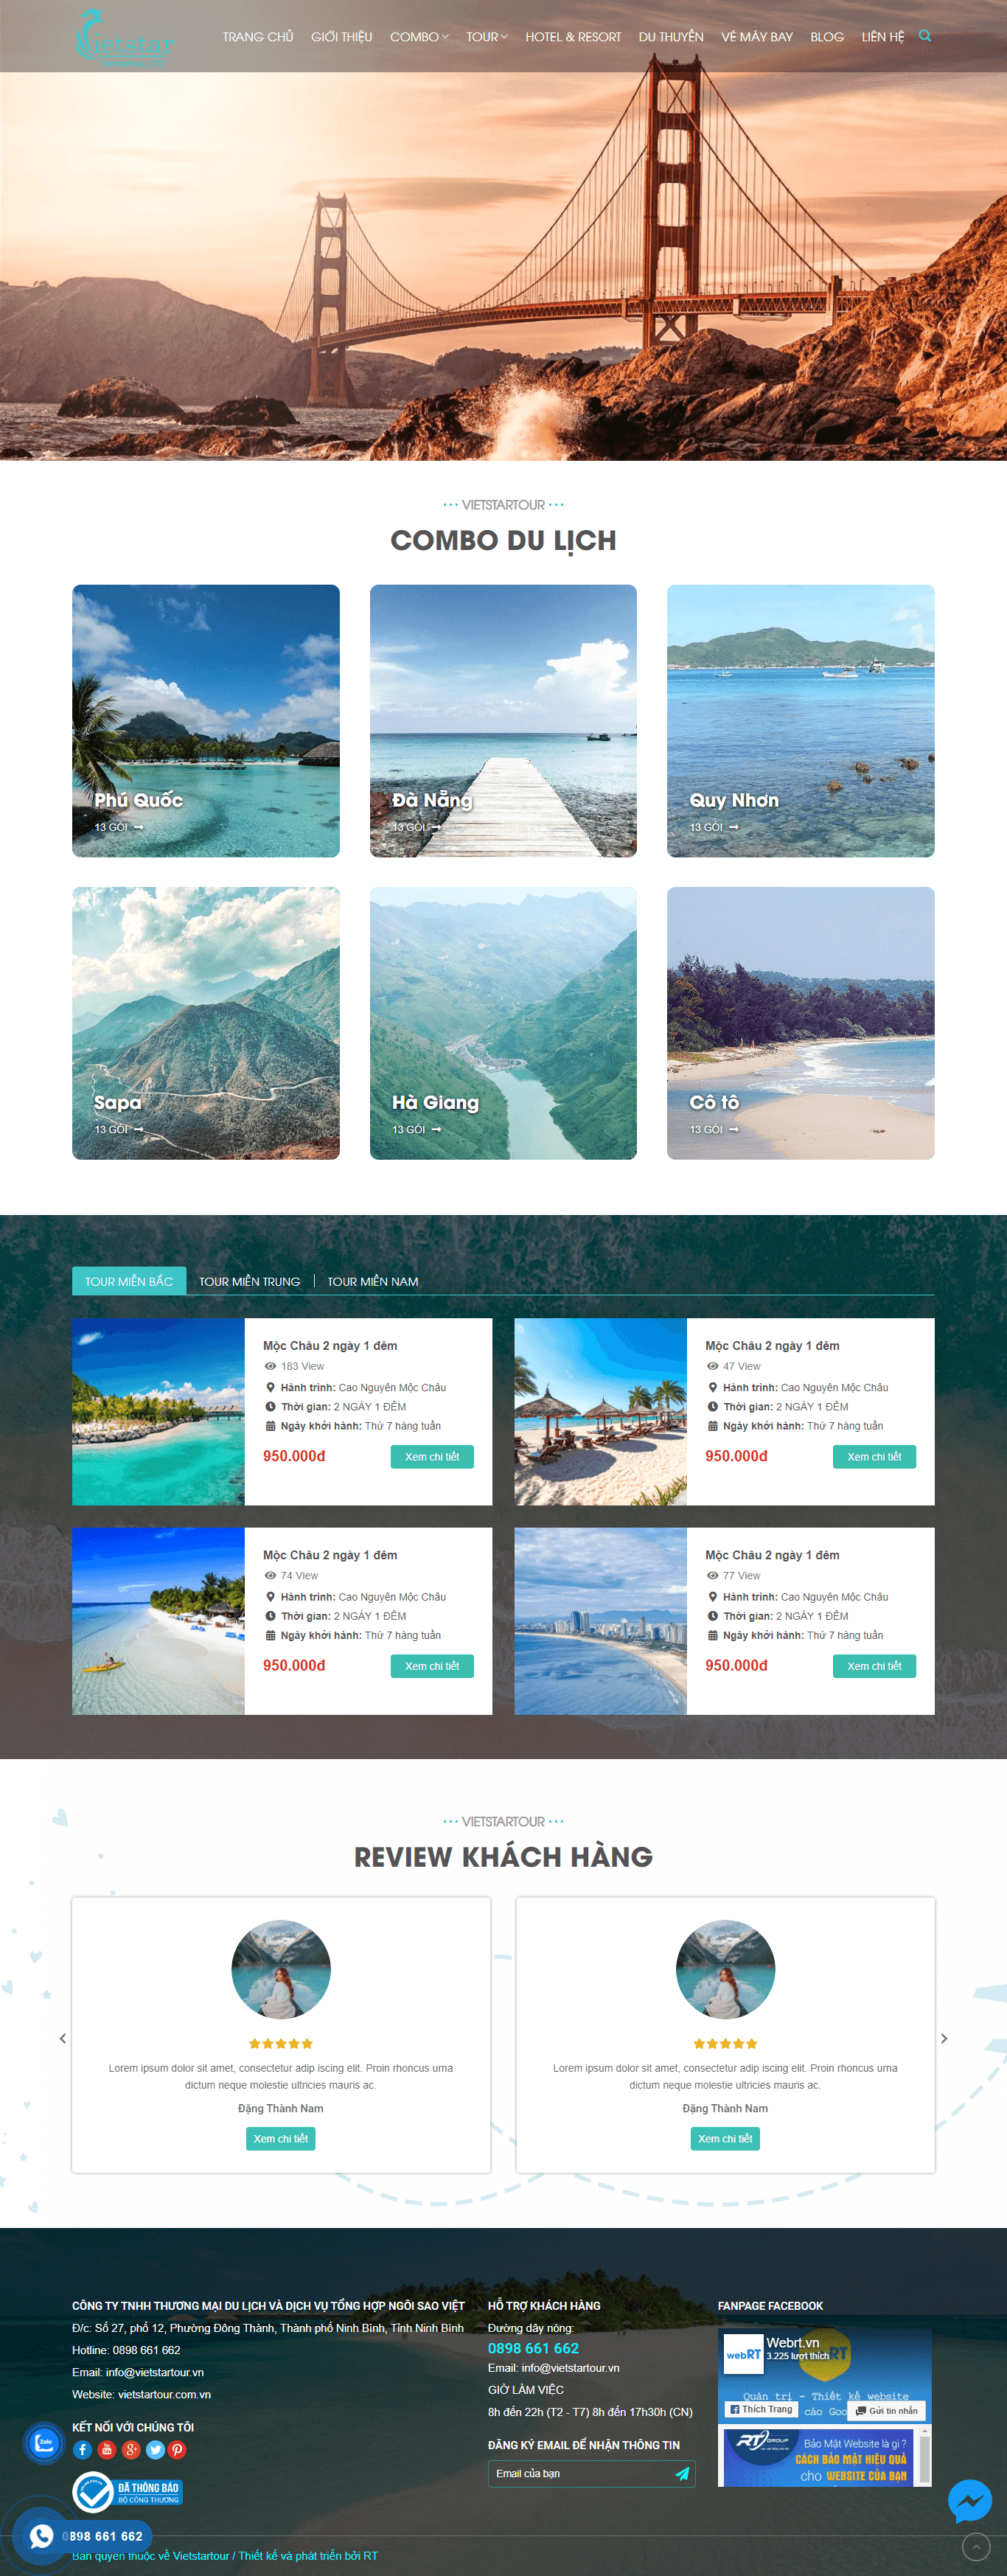 Vietstar
TRANG CHỦ GIỚI THIỆU COMBO TOUR HOTEL & RESORT DU THUYỀN VÉ MÁY BAY BLOG LIÊN HỆ
VIETSTARTOUR
COMBO DU LỊCH
Phú Quốc
13 GÓI
Đà Nẵng
13 GÓI
Quy Nhơn
13 GÓI
Sapa
13 GÓI
Hà Giang
13 GÓI
Cô tô
13 GÓI
TOUR MIỀN BẮC TOUR MIỀN TRUNG TOUR MIỀN NAM
Mộc Châu 2 ngày 1 đêm
183 View
Hành trình: Cao Nguyên Mộc Châu
Thời gian: 2 NGÀY 1 ĐÊM
Ngày khởi hành: Thứ 7 hàng tuần
950.000đ Xem chi tiết
Mộc Châu 2 ngày 1 đêm
47 View
Hành trình: Cao Nguyên Mộc Châu
Thời gian: 2 NGÀY 1 ĐÊM
Ngày khởi hành: Thứ 7 hàng tuần
950.000đ Xem chi tiết
Mộc Châu 2 ngày 1 đêm
74 View
Hành trình: Cao Nguyên Mộc Châu
Thời gian: 2 NGÀY 1 ĐÊM
Ngày khởi hành: Thứ 7 hàng tuần
950.000đ Xem chi tiết
Mộc Châu 2 ngày 1 đêm
77 View
Hành trình: Cao Nguyên Mộc Châu
Thời gian: 2 NGÀY 1 ĐÊM
Ngày khởi hành: Thứ 7 hàng tuần
950.000đ Xem chi tiết
VIETSTARTOUR
REVIEW KHÁCH HÀNG
Lorem ipsum dolor sit amet, consectetur adip iscing elit. Proin rhoncus urna
dictum neque molestie ultricies mauris ac.
Đặng Thành Nam
Xem chi tiết
Lorem ipsum dolor sit amet, consectetur adip iscing elit. Proin rhoncus urna
dictum neque molestie ultricies mauris ac.
Đặng Thành Nam
Xem chi tiết
CÔNG TY TNHH THƯƠNG MẠI DU LỊCH VÀ DỊCH VỤ TỔNG HỢP NGÔI SAO VIỆT
Đ/c: Số 27, phố 12, Phường Đông Thành, Thành phố Ninh Bình, Tỉnh Ninh Bình
Hotline: 0898 661 662
Email: info@vietstartour.vn
Website: vietstartour.com.vn
KẾT NỐI VỚI CHÚNG TÔI
Zalo
ĐÃ THÔNG BÁO
BỘ CÔNG THƯƠNG
0898 661 662
HỖ TRỢ KHÁCH HÀNG
Đường dây nóng:
0898 661 662
Email: info@vietstartour.vn
GIỜ LÀM VIỆC
8h đến 22h (T2 - T7) 8h đến 17h30h (CN)
ĐĂNG KÝ EMAIL ĐỂ NHẬN THÔNG TIN
Email của bạn
FANPAGE FACEBOOK
webRT
Webrt.vn
3.225 lượt thích
Quản trị - Thiết kế website
Thích Trang Gửi tin nhắn
RT GROUP
Bảo Mật Website là gì ?
CÁCH BẢO MẬT HIỆU QUẢ
cho WEBSITE CỦA BẠN
Bản quyền thuộc về Vietstartour / Thiết kế và phát triển bởi RT